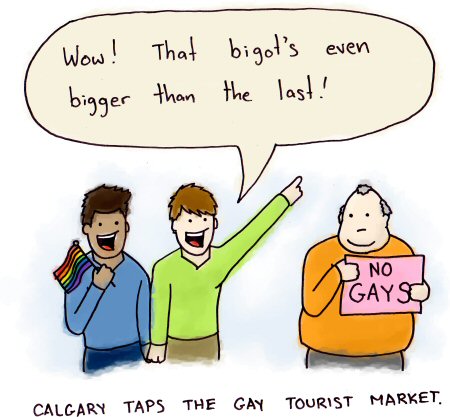 Wow! That bigot's even
bigger than the last!
NO
GAYS
CALGARY TAPS THE GAY TOURIST MARKET.